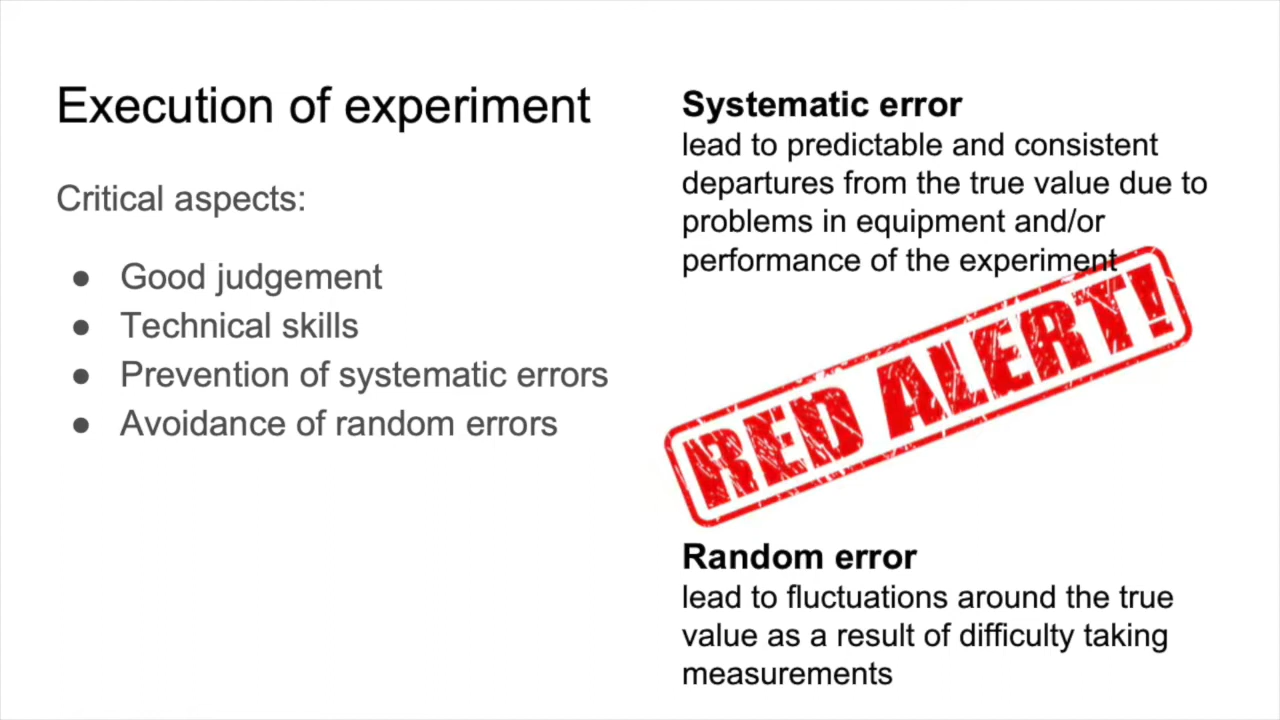 Execution of experiment
Critical aspects:
● Good judgement
● Technical skills
● Prevention of systematic errors
● Avoidance of random errors
Systematic error
lead to predictable and consistent
departures from the true value due to
problems in equipment and/or
performance of the experiment
RED ALERT!
Random error
lead to fluctuations around the true
value as a result of difficulty taking
measurements